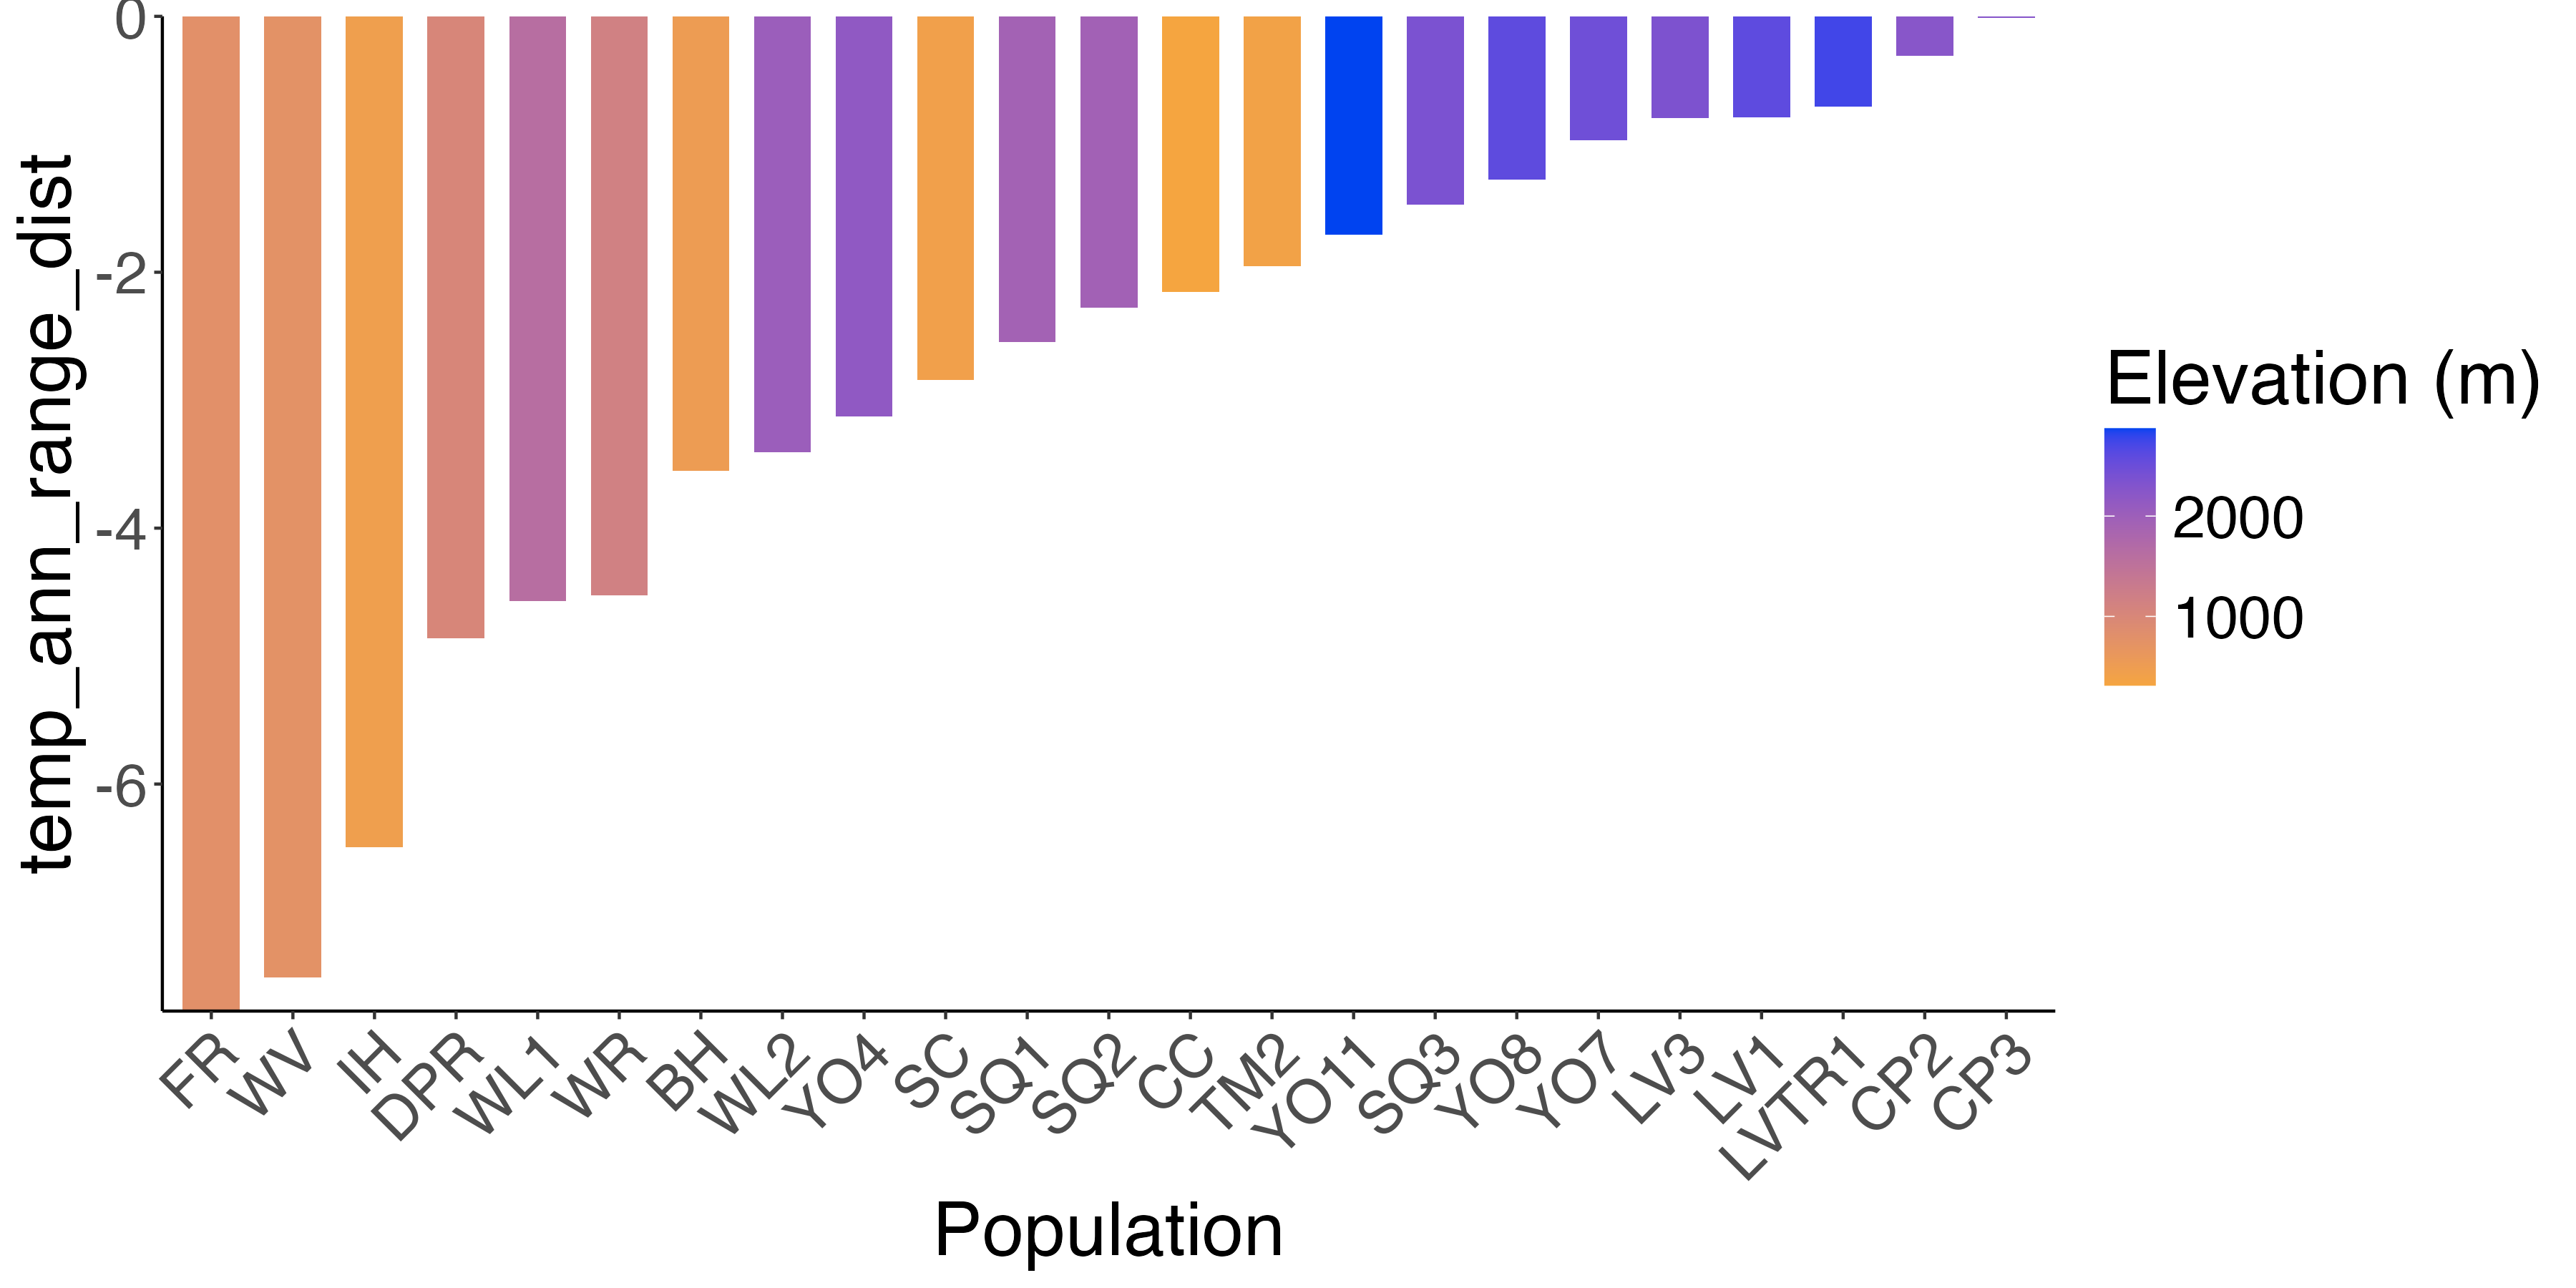 temp_ann_range_dist
0
-2
-4
-6
FR
WV
IH
DPR
WL1
WR
BH
WL2
YO4
SC
SQ1
SQ2
CC
TM2
YO11
SQ3
YO8
YO7
LV3
LV1
LVTR1
CP2
CP3
Population
Elevation (m)
2000
1000